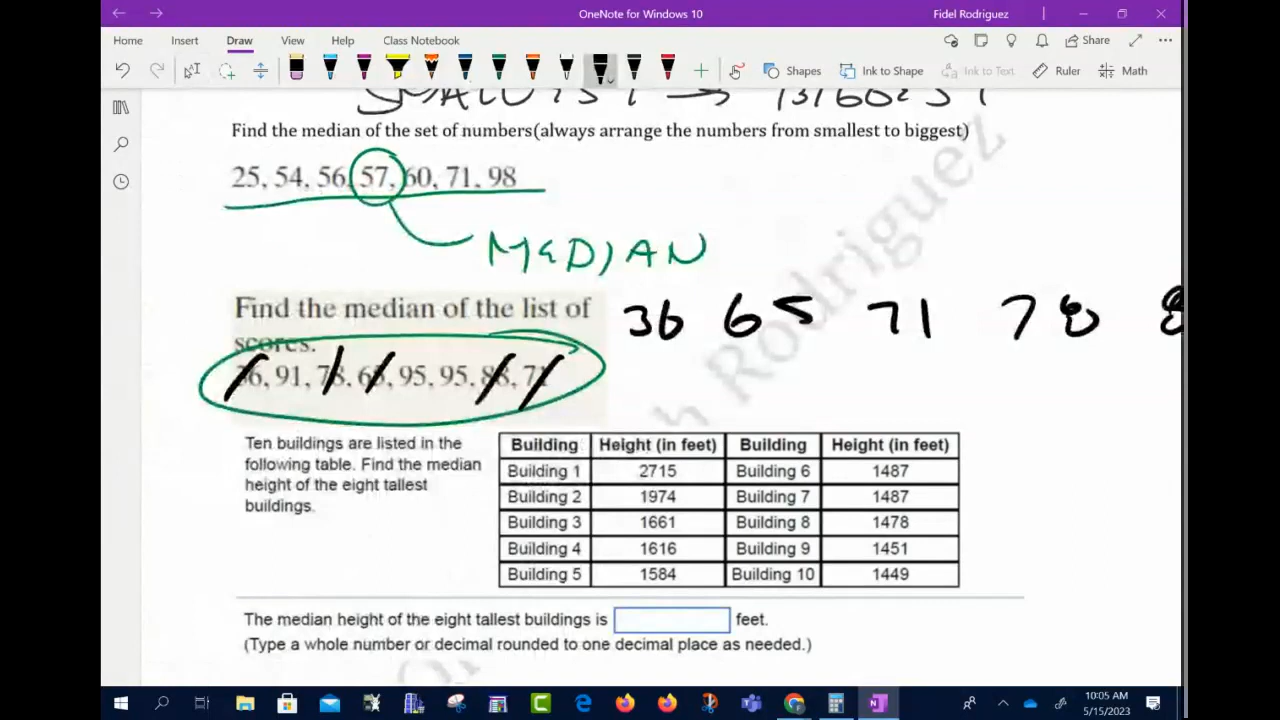 OneNote for Windows 10
Fidel Rodriguez
Home Insert Draw View Help Class Notebook Share
Shapes Ink to Shape Ink to Text Ruler Math
Find the median of the set of numbers(always arrange the numbers from smallest to biggest)
25, 54, 56, 57, 60, 71, 98
MEDIAN
Find the median of the list of
scores.
36 65 71 78
36, 91, 78, 65, 95, 95, 88, 71
Ten buildings are listed in the
following table. Find the median
height of the eight tallest
buildings.
Building Height (in feet) Building Height (in feet)
Building 1 2715 Building 6 1487
Building 2 1974 Building 7 1487
Building 3 1661 Building 8 1478
Building 4 1616 Building 9 1451
Building 5 1584 Building 10 1449
The median height of the eight tallest buildings is feet.
(Type a whole number or decimal rounded to one decimal place as needed.)
Rodriguez
10:05 AM
5/15/2023